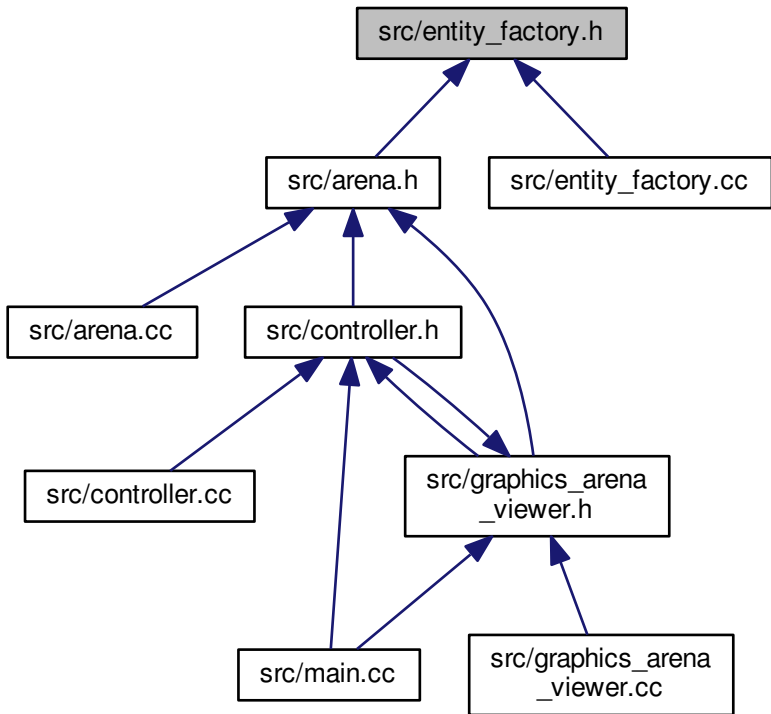 src/entity_factory.h
src/arena.h
src/entity_factory.cc
src/arena.cc
src/controller.h
src/controller.cc
src/graphics_arena
_viewer.h
src/main.cc
src/graphics_arena
_viewer.cc